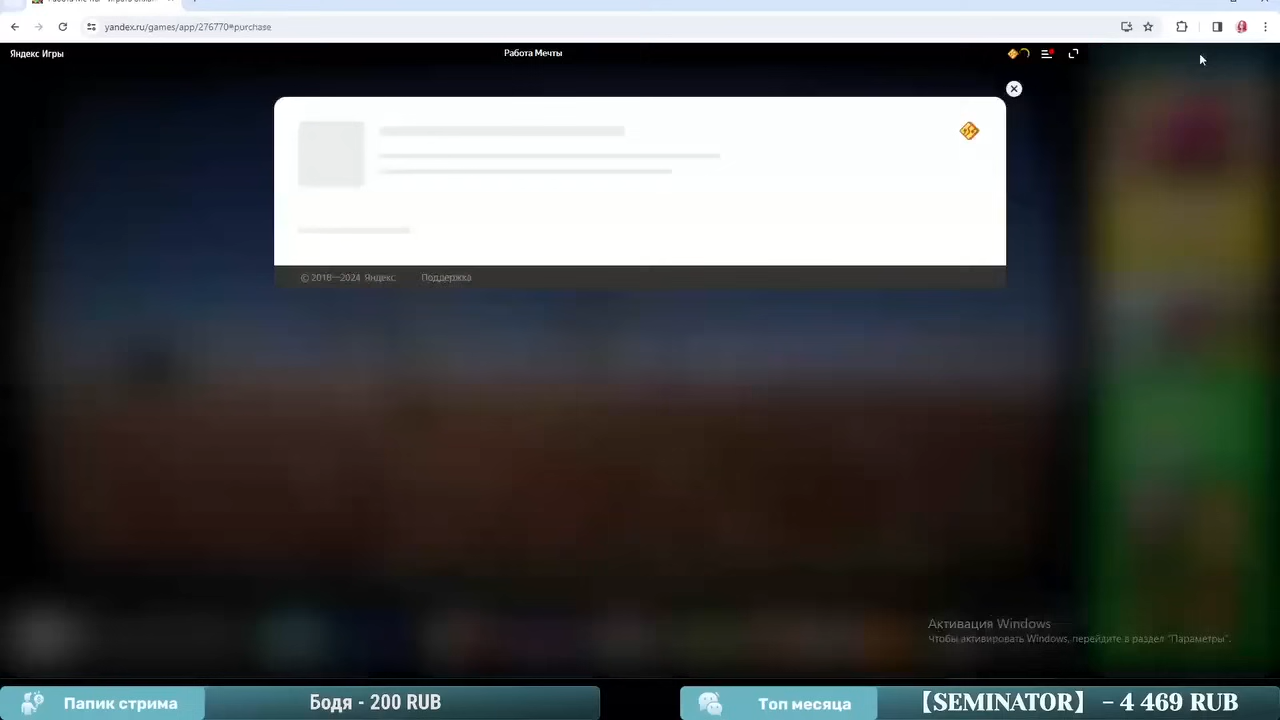 yandex.ru/games/app/276770#purchase
Яндекс Игры
Работа Мечты
© 2018—2024 Яндекс
Поддержка
Активация Windows
Чтобы активировать Windows, перейдите в раздел "Параметры".
Папик стрима
Бодя - 200 RUB
Топ месяца
【SEMINATOR】 – 4 469 RUB